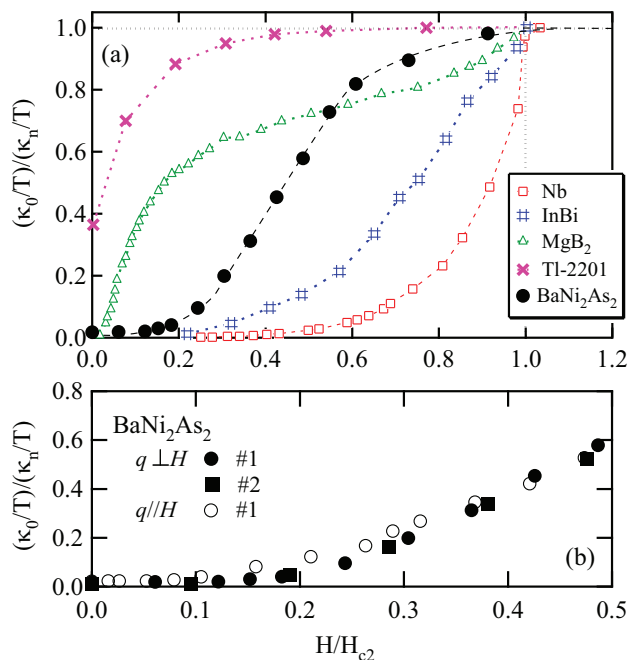 (a)
(κ₀/T)/(κₙ/T)
1.0
0.8
0.6
0.4
0.2
0.0
Nb
InBi
MgB₂
Tl-2201
BaNi₂As₂
0.0 0.2 0.4 0.6 0.8 1.0 1.2
(κ₀/T)/(κₙ/T)
0.8
0.6
0.4
0.2
0.0
BaNi₂As₂
q ⊥ H #1
#2
q//H #1
(b)
0.0 0.1 0.2 0.3 0.4 0.5
H/H_c2